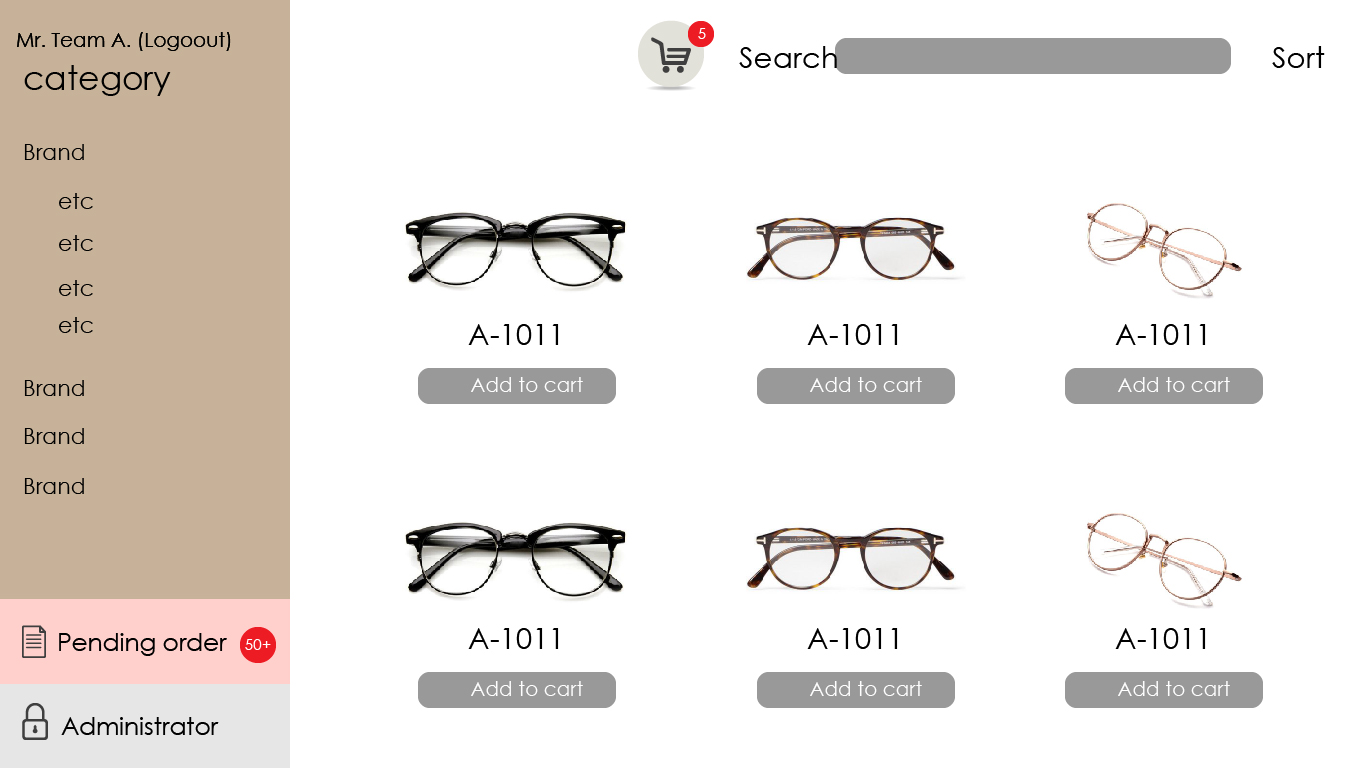 Mr. Team A. (Logoout)
category
Brand
etc
etc
etc
etc
Brand
Brand
Brand
Pending order 50+
Administrator
5
Search
Sort
A-1011 A-1011 A-1011
Add to cart Add to cart Add to cart
A-1011 A-1011 A-1011
Add to cart Add to cart Add to cart